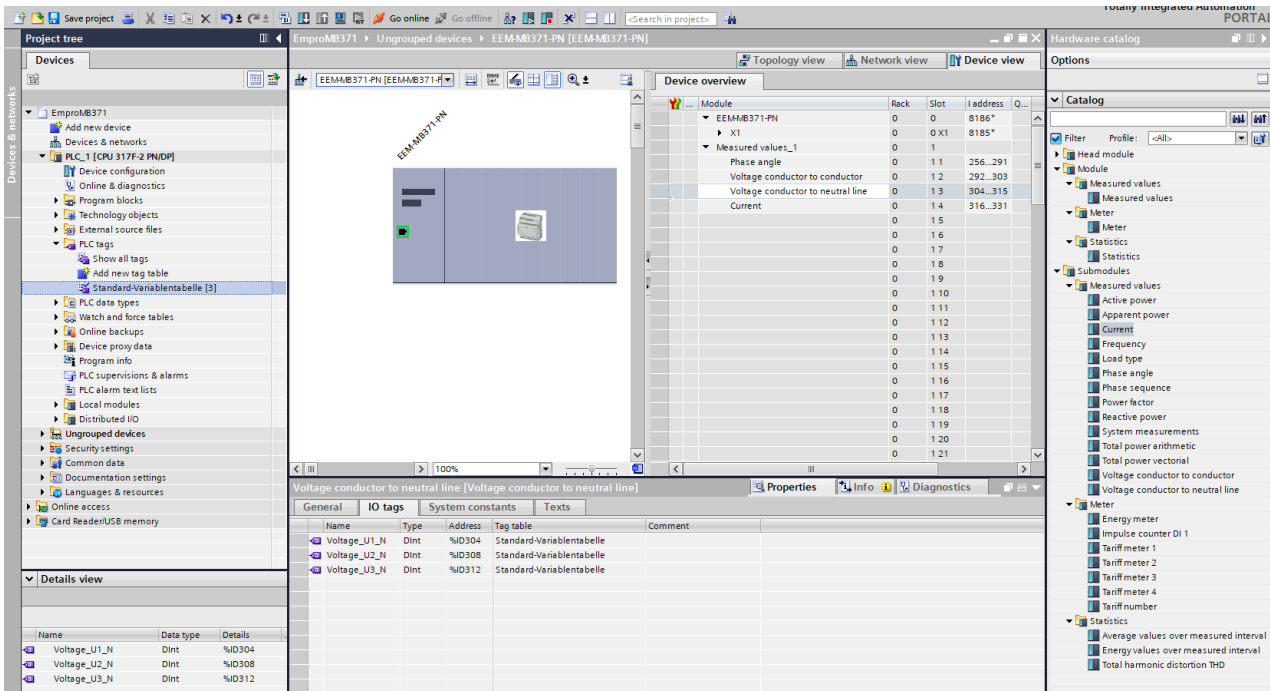 Totally Integrated Automation
PORTAL
Save project
Go online
Go offline
<Search in project>
Project tree
Devices
Devices & networks
EmproMB371
Add new device
Devices & networks
PLC_1 [CPU 317F-2 PN/DP]
Device configuration
Online & diagnostics
Program blocks
Technology objects
External source files
PLC tags
Show all tags
Add new tag table
Standard-Variablentabelle [3]
PLC data types
Watch and force tables
Online backups
Device proxy data
Program info
PLC supervisions & alarms
PLC alarm text lists
Local modules
Distributed I/O
Ungrouped devices
Security settings
Common data
Documentation settings
Languages & resources
Online access
Card Reader/USB memory
Details view
Name Data type Details
Voltage_U1_N DInt %ID304
Voltage_U2_N DInt %ID308
Voltage_U3_N DInt %ID312
EmproMB371 Ungrouped devices EEM-MB371-PN [EEM-MB371-PN]
Topology view Network view Device view
EEM-MB371-PN [EEM-MB371-P
EEM-MB371-PN
100%
Device overview
... Module Rack Slot I address Q...
EEM-MB371-PN 0 0 8186*
X1 0 0 X1 8185*
Measured values_1 0 1
Phase angle 0 1 1 256...291
Voltage conductor to conductor 0 1 2 292...303
Voltage conductor to neutral line 0 1 3 304...315
Current 0 1 4 316...331
0 1 5
0 1 6
0 1 7
0 1 8
0 1 9
0 1 10
0 1 11
0 1 12
0 1 13
0 1 14
0 1 15
0 1 16
0 1 17
0 1 18
0 1 19
0 1 20
0 1 21
Voltage conductor to neutral line [Voltage conductor to neutral line]
Properties Info Diagnostics
General IO tags System constants Texts
Name Type Address Tag table Comment
Voltage_U1_N DInt %ID304 Standard-Variablentabelle
Voltage_U2_N DInt %ID308 Standard-Variablentabelle
Voltage_U3_N DInt %ID312 Standard-Variablentabelle
Hardware catalog
Options
Catalog
Filter Profile: <All>
Head module
Module
Measured values
Measured values
Meter
Meter
Statistics
Statistics
Submodules
Measured values
Active power
Apparent power
Current
Frequency
Load type
Phase angle
Phase sequence
Power factor
Reactive power
System measurements
Total power arithmetic
Total power vectorial
Voltage conductor to conductor
Voltage conductor to neutral line
Meter
Energy meter
Impulse counter DI 1
Tariff meter 1
Tariff meter 2
Tariff meter 3
Tariff meter 4
Tariff number
Statistics
Average values over measured interval
Energy values over measured interval
Total harmonic distortion THD